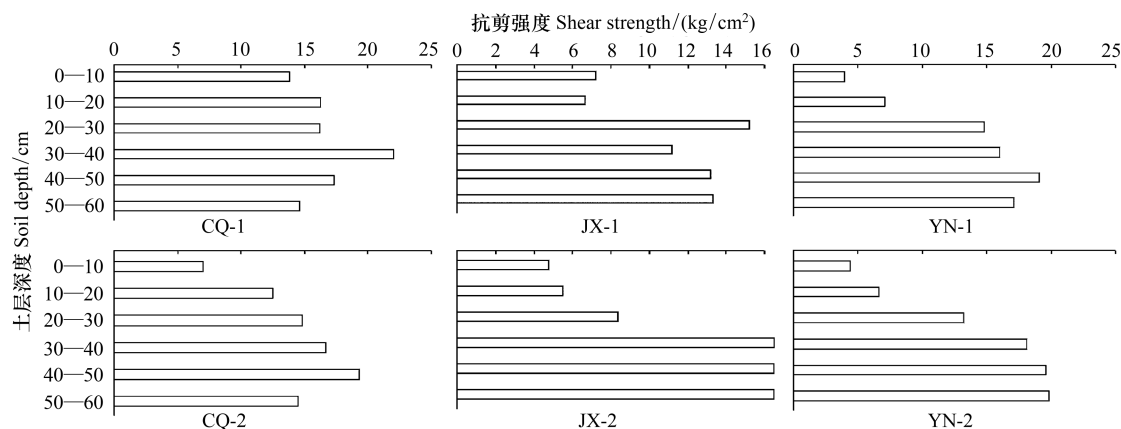 抗剪强度 Shear strength/(kg/cm²)
0 5 10 15 20 25
0 2 4 6 8 10 12 14 16
0 5 10 15 20 25
土层深度 Soil depth/cm
0—10
10—20
20—30
30—40
40—50
50—60
CQ-1 JX-1 YN-1
0—10
10—20
20—30
30—40
40—50
50—60
CQ-2 JX-2 YN-2